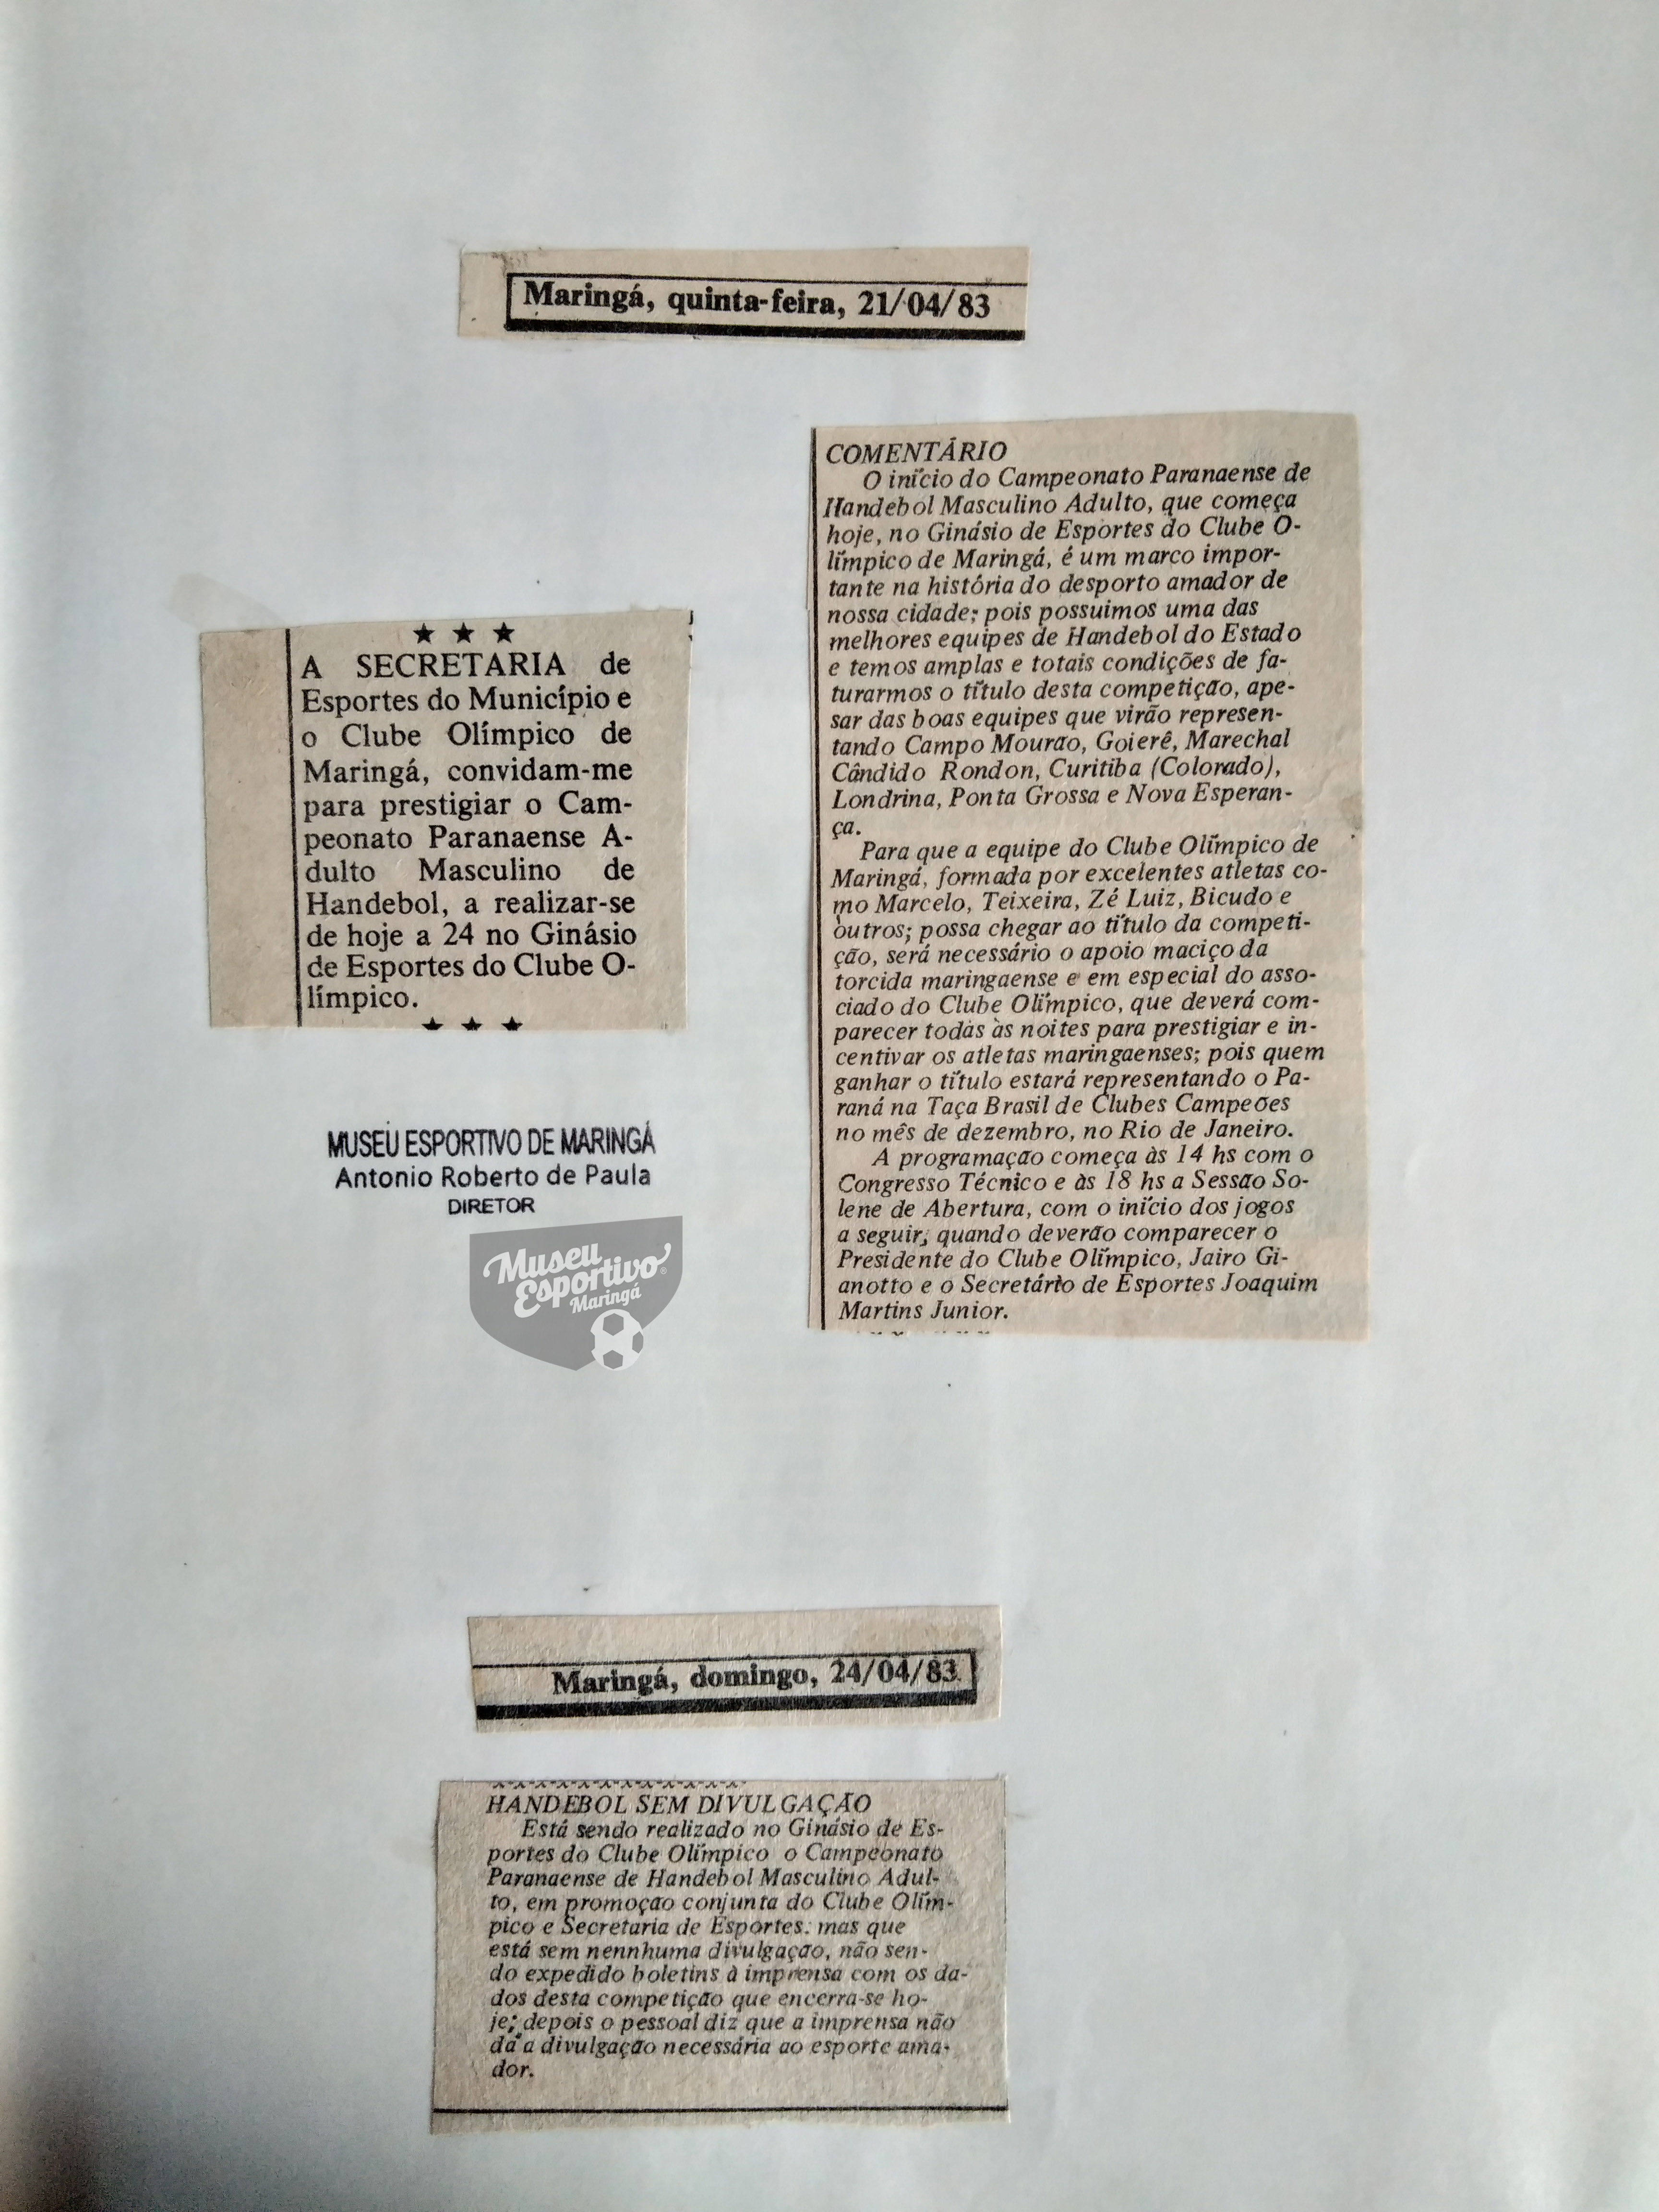 Maringá, quinta-feira, 21/04/83
★ ★ ★
A SECRETARIA de
Esportes do Município e
o Clube Olímpico de
Maringá, convidam-me
para prestigiar o Cam-
peonato Paranaense A-
dulto Masculino de
Handebol, a realizar-se
de hoje a 24 no Ginásio
de Esportes do Clube O-
límpico.
★ ★ ★
COMENTÁRIO
O início do Campeonato Paranaense de
Handebol Masculino Adulto, que começa
hoje, no Ginásio de Esportes do Clube O-
límpico de Maringá, é um marco impor-
tante na história do desporto amador de
nossa cidade; pois possuimos uma das
melhores equipes de Handebol do Estado
e temos amplas e totais condições de fa-
turarmos o título desta competição, ape-
sar das boas equipes que virão represen-
tando Campo Mourão, Goierê, Marechal
Cândido Rondon, Curitiba (Colorado),
Londrina, Ponta Grossa e Nova Esperan-
ça.
Para que a equipe do Clube Olímpico de
Maringá, formada por excelentes atletas co-
mo Marcelo, Teixeira, Zé Luiz, Bicudo e
outros; possa chegar ao título da competi-
ção, será necessário o apoio maciço da
torcida maringaense e em especial do asso-
ciado do Clube Olímpico, que deverá com-
parecer todas às noites para prestigiar e in-
centivar os atletas maringaenses; pois quem
ganhar o título estará representando o Pa-
raná na Taça Brasil de Clubes Campeões
no mês de dezembro, no Rio de Janeiro.
A programação começa às 14 hs com o
Congresso Técnico e às 18 hs a Sessão So-
lene de Abertura, com o início dos jogos
a seguir, quando deverão comparecer o
Presidente do Clube Olímpico, Jairo Gi-
anotto e o Secretário de Esportes Joaquim
Martins Junior.
MUSEU ESPORTIVO DE MARINGÁ
Antonio Roberto de Paula
DIRETOR
Museu
Esportivo®
Maringá
Maringá, domingo, 24/04/83
HANDEBOL SEM DIVULGAÇÃO
Está sendo realizado no Ginásio de Es-
portes do Clube Olímpico o Campeonato
Paranaense de Handebol Masculino Adul-
to, em promoção conjunta do Clube Olím-
pico e Secretaria de Esportes. mas que
está sem nennhuma divulgação, não sen-
do expedido boletins à imprensa com os da-
dos desta competição que encerra-se ho-
je; depois o pessoal diz que a imprensa não
dá a divulgação necessária ao esporte ama-
dor.